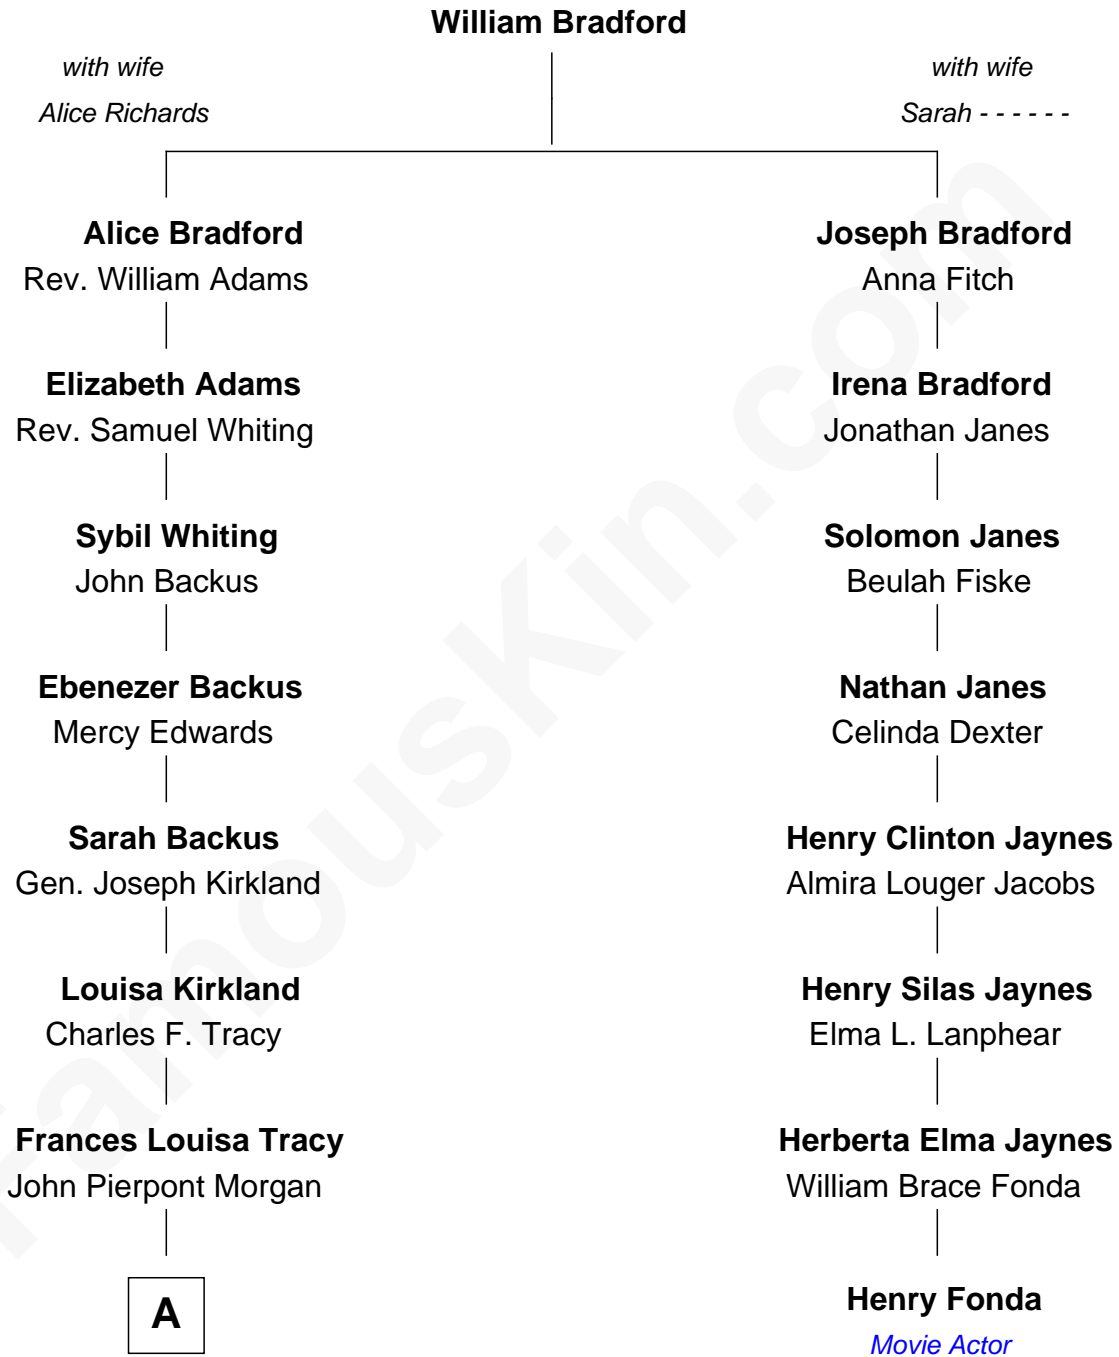 William Bradford
with wife
Alice Richards
with wife
Sarah - - - - - -
Alice Bradford
Rev. William Adams
Joseph Bradford
Anna Fitch
Elizabeth Adams
Rev. Samuel Whiting
Irena Bradford
Jonathan Janes
Sybil Whiting
John Backus
Solomon Janes
Beulah Fiske
Ebenezer Backus
Mercy Edwards
Nathan Janes
Celinda Dexter
Sarah Backus
Gen. Joseph Kirkland
Henry Clinton Jaynes
Almira Louger Jacobs
Louisa Kirkland
Charles F. Tracy
Henry Silas Jaynes
Elma L. Lanphear
Frances Louisa Tracy
John Pierpont Morgan
Herberta Elma Jaynes
William Brace Fonda
A
Henry Fonda
Movie Actor
FamousKin.com